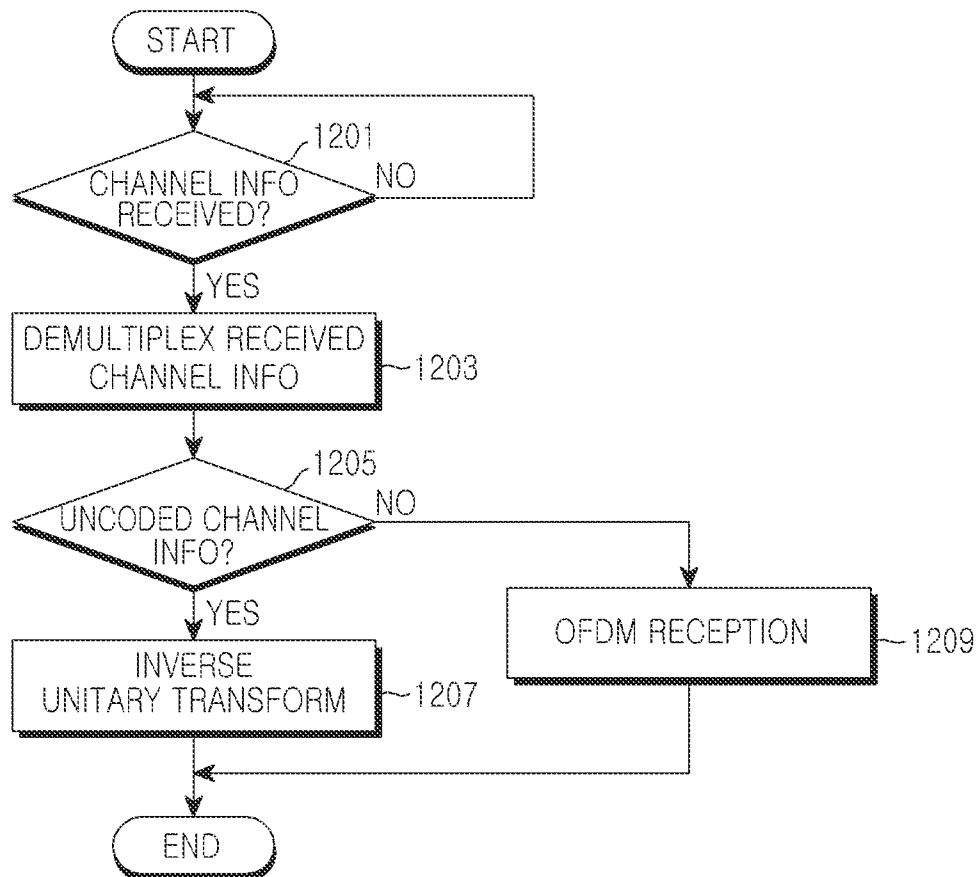 START
1201
CHANNEL INFO
RECEIVED?
NO
YES
DEMULTIPLEX RECEIVED
CHANNEL INFO
1203
1205
UNCODED CHANNEL
INFO?
NO
YES
OFDM RECEPTION
1209
INVERSE
UNITARY TRANSFORM
1207
END